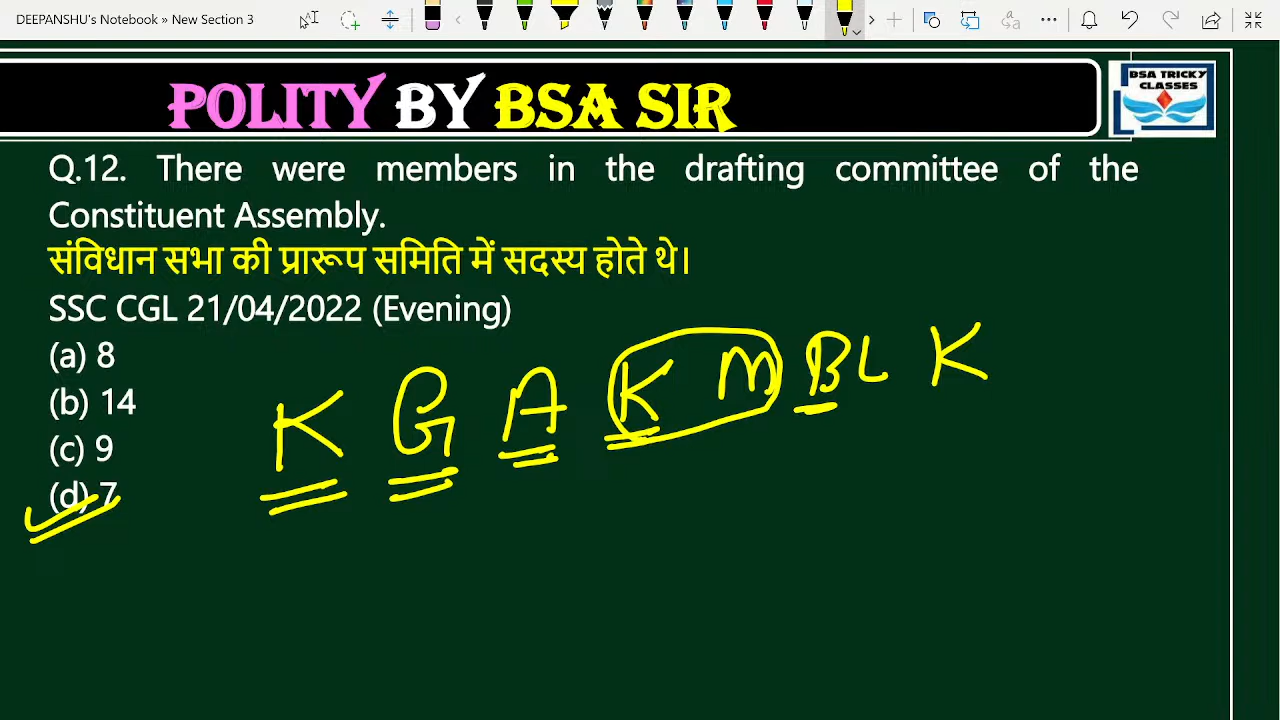 DEEPANSHU's Notebook » New Section 3
POLITY BY BSA SIR
BSA TRICKY
CLASSES
Q.12. There were members in the drafting committee of the
Constituent Assembly.
संविधान सभा की प्रारूप समिति में सदस्य होते थे।
SSC CGL 21/04/2022 (Evening)
(a) 8
(b) 14
(c) 9
(d) 7
K G A K M BL K